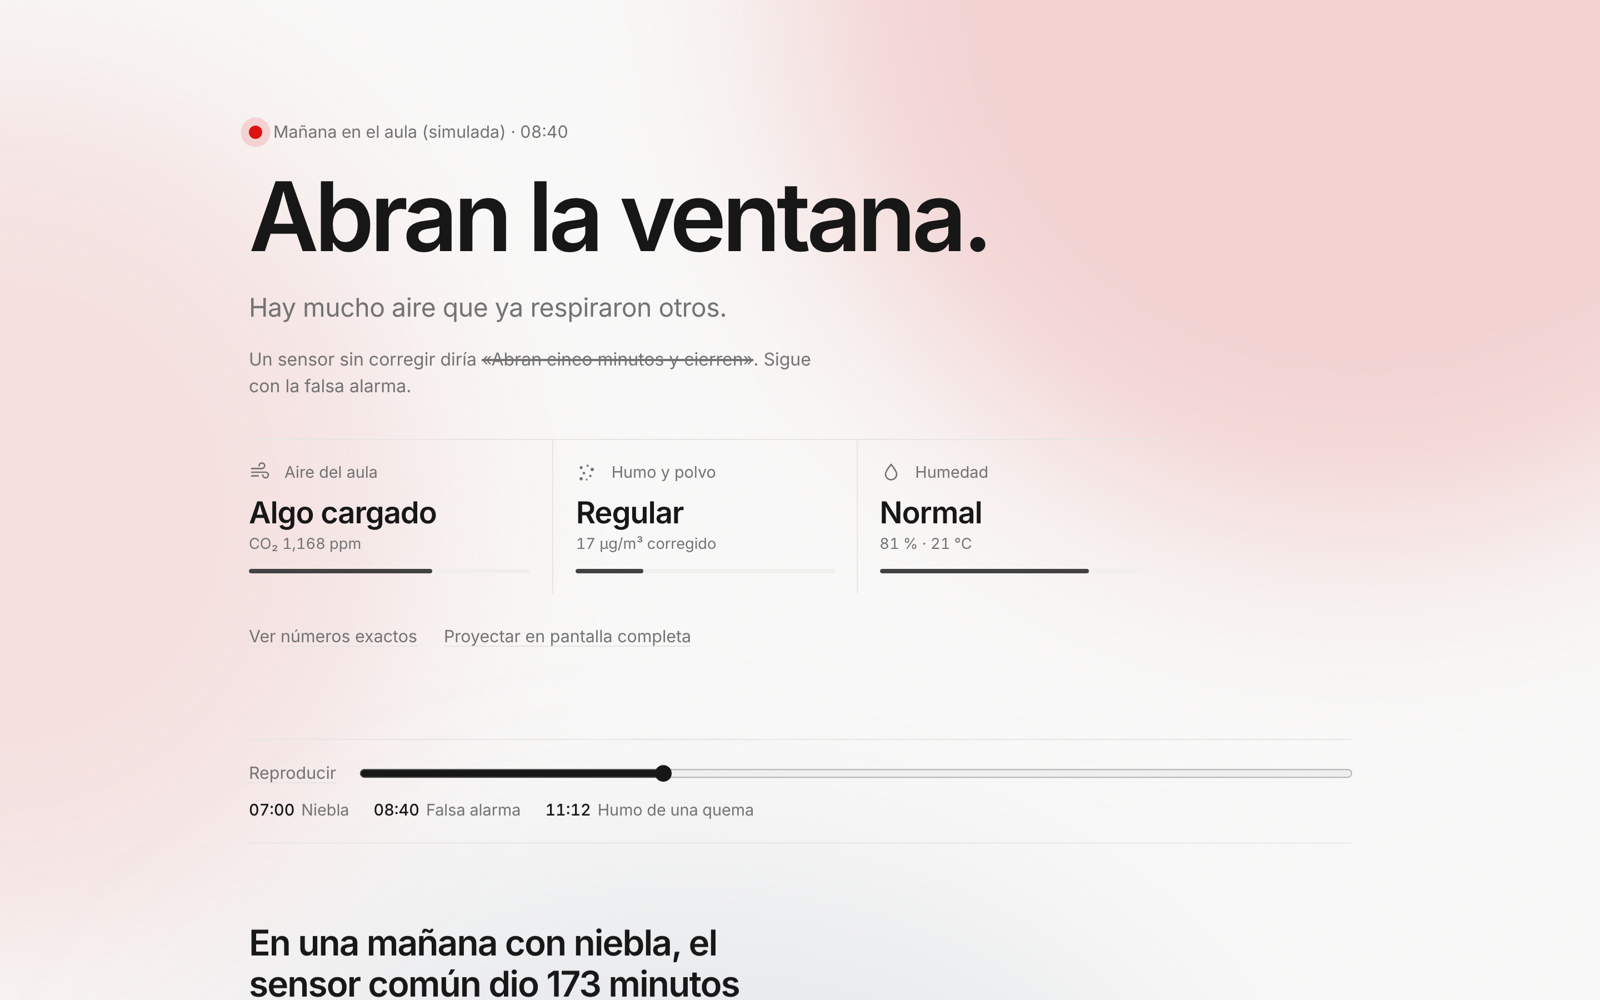 Mañana en el aula (simulada) · 08:40
Abran la ventana.
Hay mucho aire que ya respiraron otros.
Un sensor sin corregir diría «Abran cinco minutos y cierren». Sigue
con la falsa alarma.
Aire del aula
Algo cargado
CO₂ 1,168 ppm
Humo y polvo
Regular
17 µg/m³ corregido
Humedad
Normal
81 % · 21 °C
Ver números exactos
Proyectar en pantalla completa
Reproducir
07:00 Niebla
08:40 Falsa alarma
11:12 Humo de una quema
En una mañana con niebla, el
sensor común dio 173 minutos